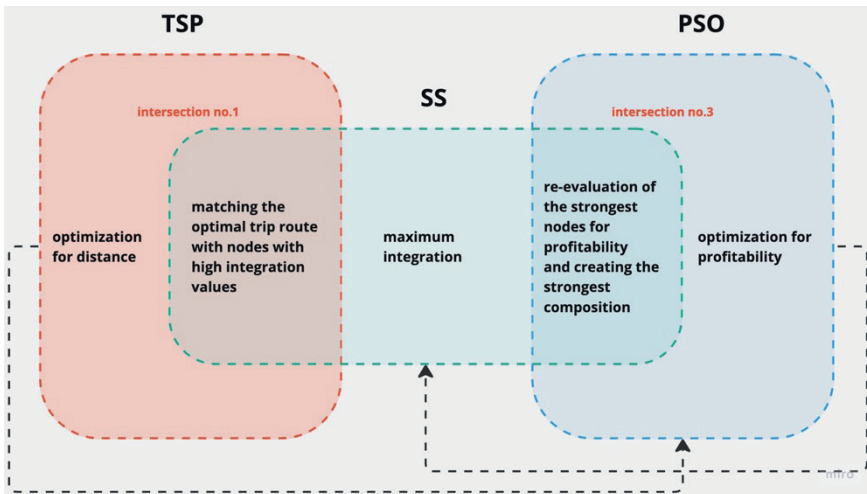 TSP
PSO
SS
intersection no.1
intersection no.3
optimization
for distance
matching the
optimal trip route
with nodes with
high integration
values
maximum
integration
re-evaluation of
the strongest
nodes for
profitability
and creating the
strongest
composition
optimization for
profitability
miro